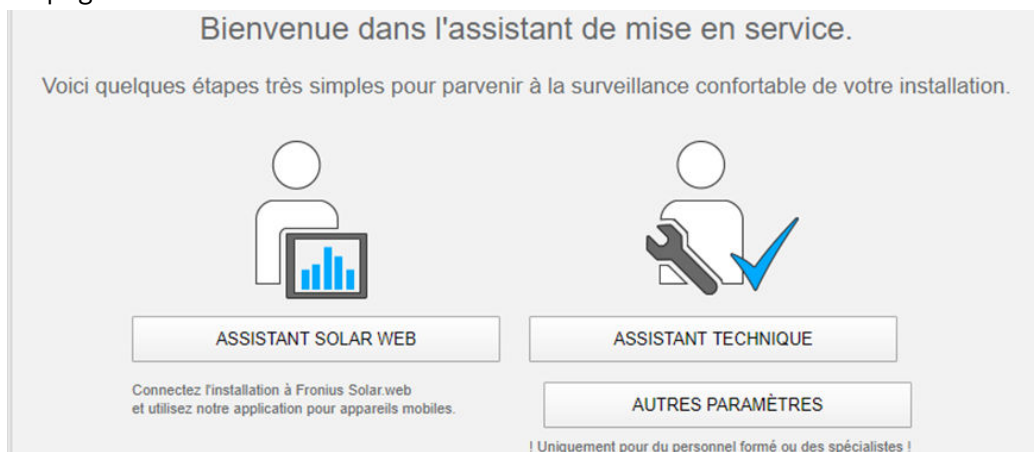 Bienvenue dans l'assistant de mise en service.
Voici quelques étapes très simples pour parvenir à la surveillance confortable de votre installation.
ASSISTANT SOLAR WEB
Connectez l'installation à Fronius Solar.web
et utilisez notre application pour appareils mobiles.
ASSISTANT TECHNIQUE
AUTRES PARAMÈTRES
! Uniquement pour du personnel formé ou des spécialistes !